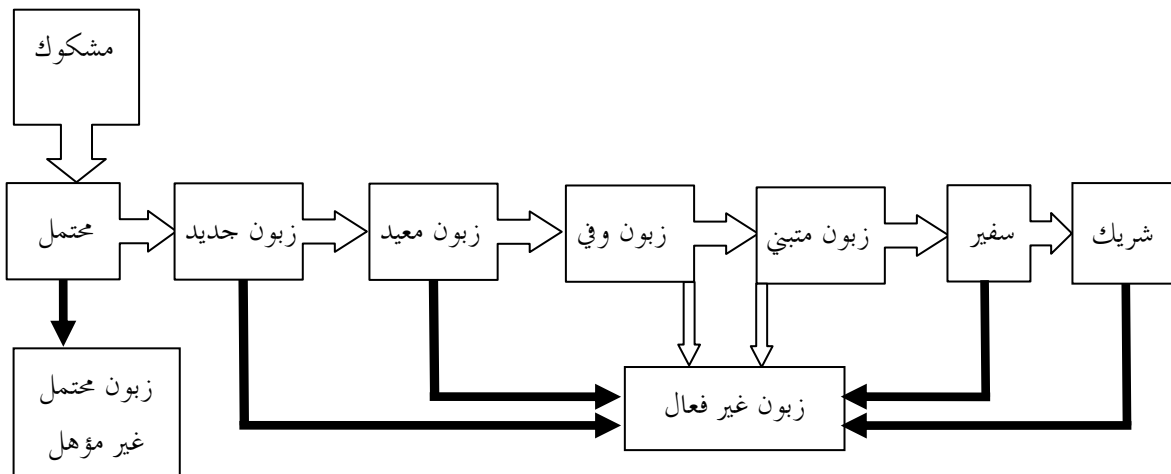 مشكوك
محتمل
زبون جديد
زبون معيد
زبون وفي
زبون متبني
سفير
شريك
زبون محتمل
غير مؤهل
زبون غير فعال